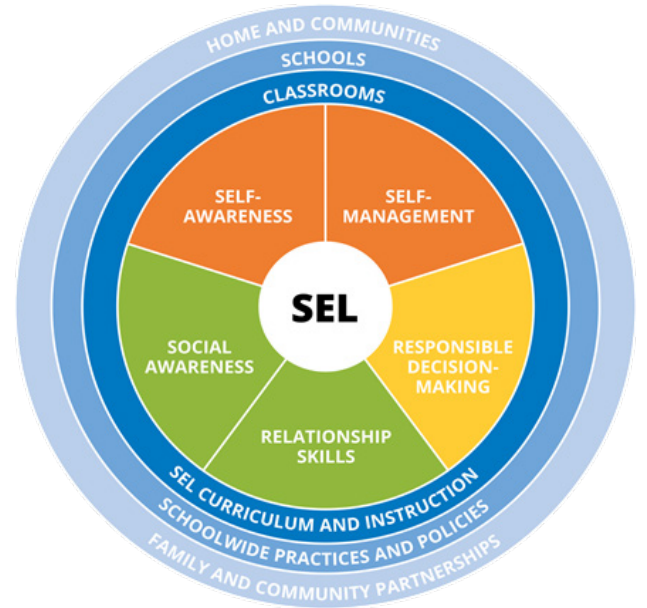 HOME AND COMMUNITIES
SCHOOLS
CLASSROOMS
SELF-
AWARENESS
SELF-
MANAGEMENT
SEL
SOCIAL
AWARENESS
RESPONSIBLE
DECISION-
MAKING
RELATIONSHIP
SKILLS
SEL CURRICULUM AND INSTRUCTION
SCHOOLWIDE PRACTICES AND POLICIES
FAMILY AND COMMUNITY PARTNERSHIPS